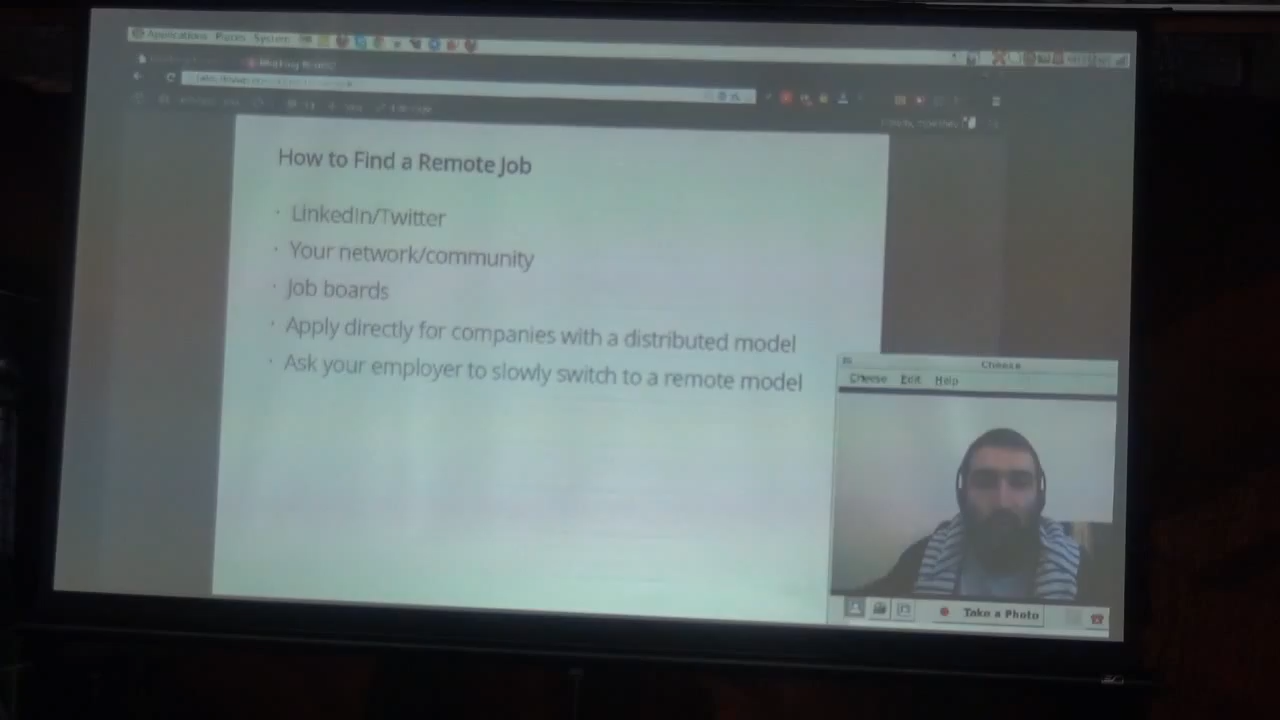 Applications Places System
How to Find a Remote Job
· LinkedIn/Twitter
· Your network/community
· Job boards
· Apply directly for companies with a distributed model
· Ask your employer to slowly switch to a remote model
Cheese
Cheese Edit Help
Take a Photo